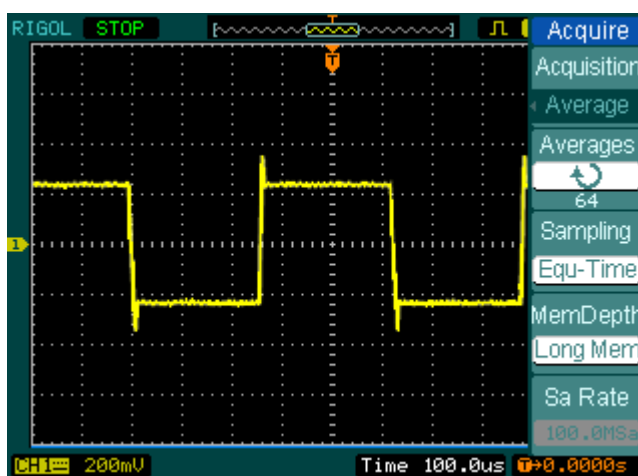 RIGOL STOP
T
T
1
Acquire
Acquisition
Average
Averages
64
Sampling
Equ-Time
MemDepth
Long Mem
Sa Rate
100.0MSa
CH1 200mV Time 100.0us T→0.0000s